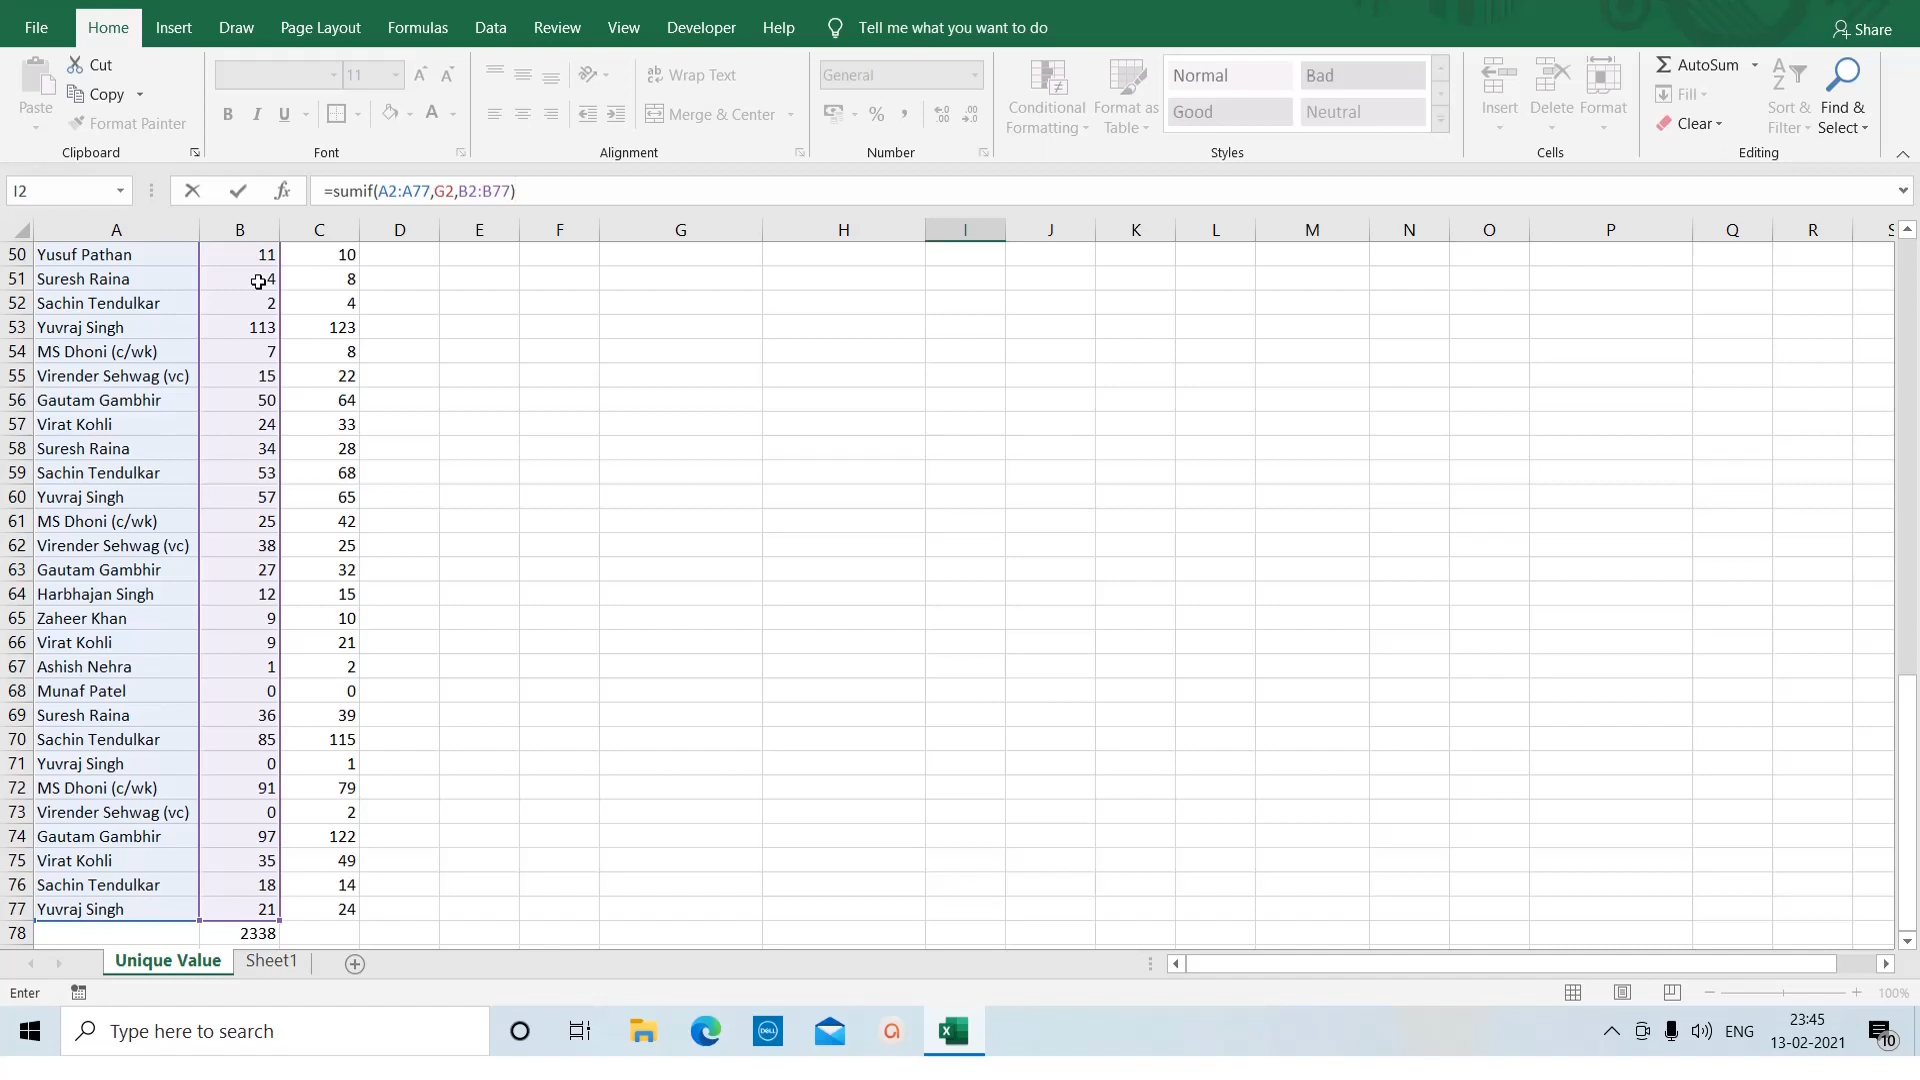 File Home Insert Draw Page Layout Formulas Data Review View Developer Help Tell me what you want to do Share
Paste Cut Copy Format Painter Clipboard
11 B I U Font
Wrap Text Merge & Center Alignment
General % Number
Conditional Formatting Format as Table Normal Bad Good Neutral Styles
Insert Delete Format Cells
AutoSum Fill Clear Sort & Filter Find & Select Editing
I2 fx =sumif(A2:A77,G2,B2:B77)
A B C D E F G H I J K L M N O P Q R S
50 Yusuf Pathan 11 10
51 Suresh Raina 4 8
52 Sachin Tendulkar 2 4
53 Yuvraj Singh 113 123
54 MS Dhoni (c/wk) 7 8
55 Virender Sehwag (vc) 15 22
56 Gautam Gambhir 50 64
57 Virat Kohli 24 33
58 Suresh Raina 34 28
59 Sachin Tendulkar 53 68
60 Yuvraj Singh 57 65
61 MS Dhoni (c/wk) 25 42
62 Virender Sehwag (vc) 38 25
63 Gautam Gambhir 27 32
64 Harbhajan Singh 12 15
65 Zaheer Khan 9 10
66 Virat Kohli 9 21
67 Ashish Nehra 1 2
68 Munaf Patel 0 0
69 Suresh Raina 36 39
70 Sachin Tendulkar 85 115
71 Yuvraj Singh 0 1
72 MS Dhoni (c/wk) 91 79
73 Virender Sehwag (vc) 0 2
74 Gautam Gambhir 97 122
75 Virat Kohli 35 49
76 Sachin Tendulkar 18 14
77 Yuvraj Singh 21 24
78 2338
Unique Value Sheet1
Enter 100%
Type here to search DELL ENG 23:45
13-02-2021 10